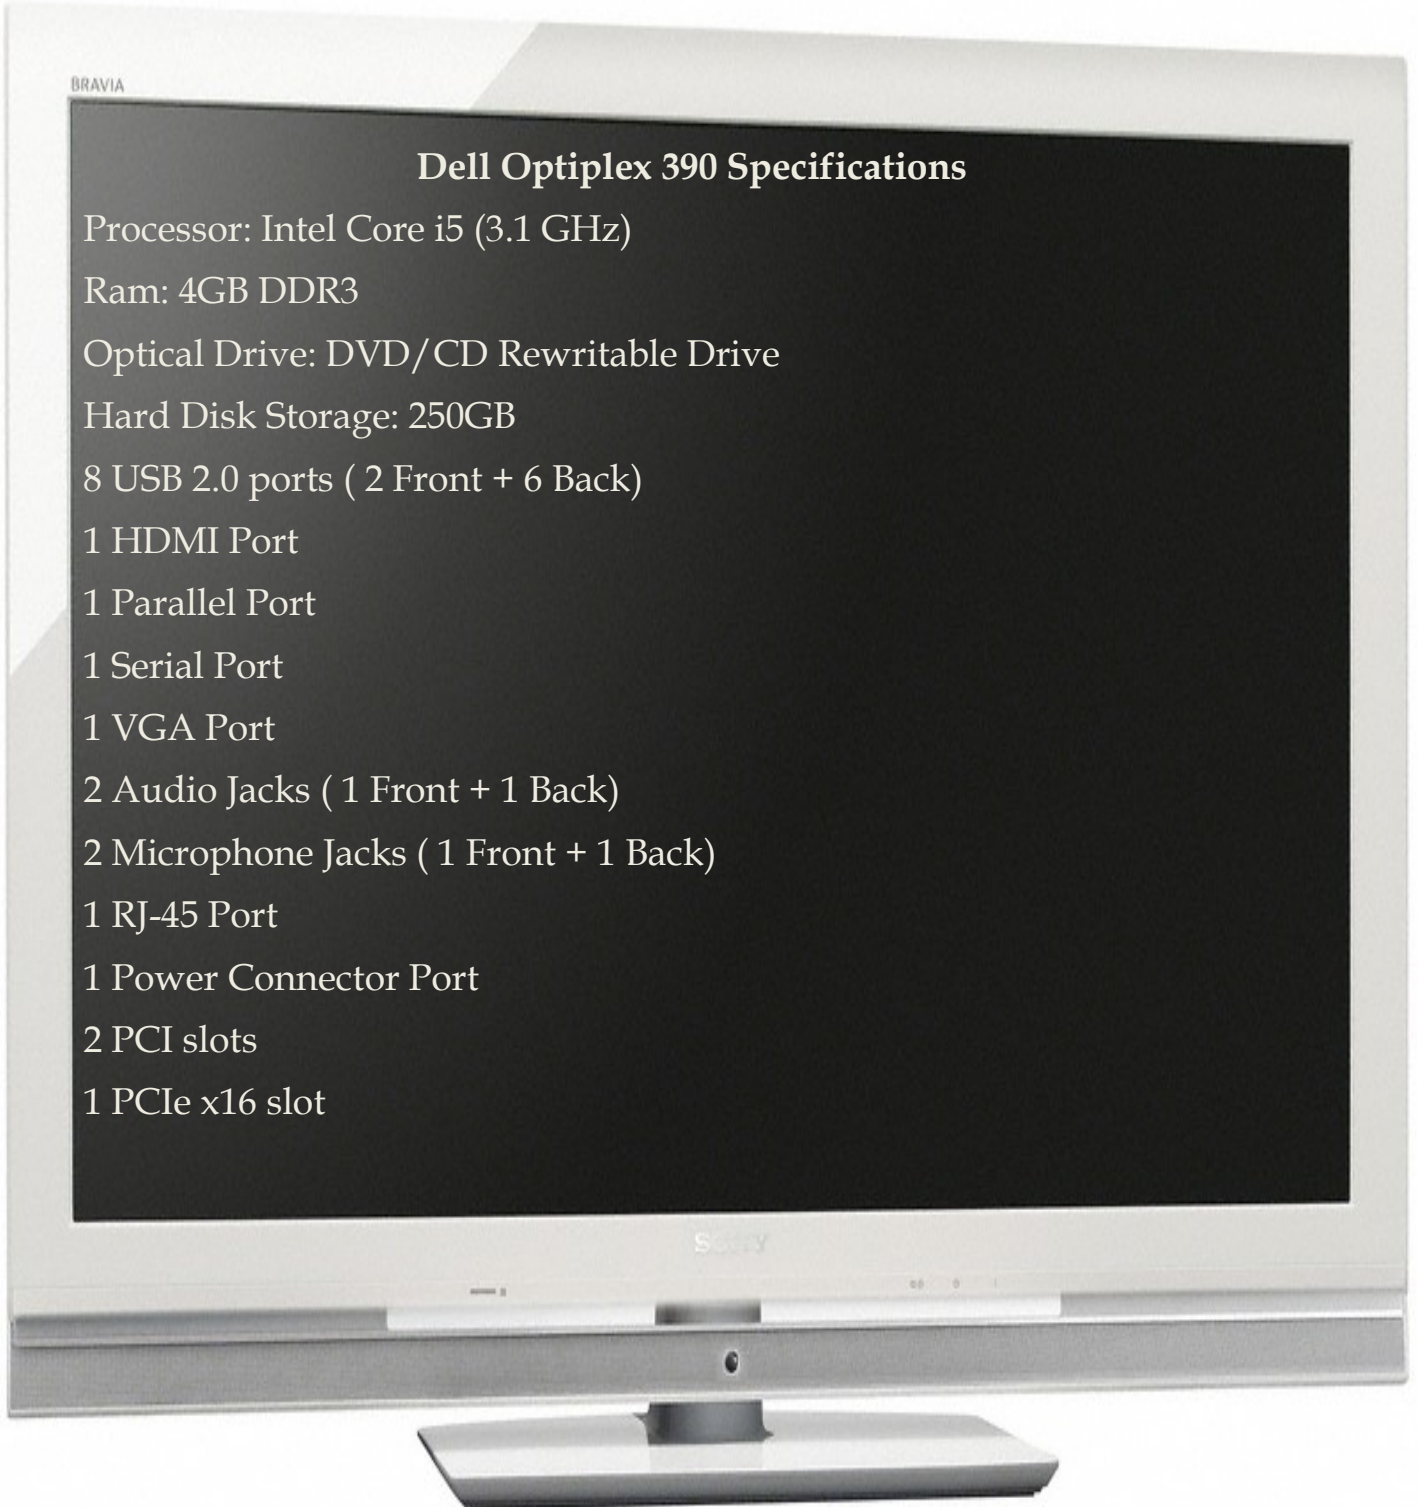 BRAVIA
Dell Optiplex 390 Specifications
Processor: Intel Core i5 (3.1 GHz)
Ram: 4GB DDR3
Optical Drive: DVD/CD Rewritable Drive
Hard Disk Storage: 250GB
8 USB 2.0 ports ( 2 Front + 6 Back)
1 HDMI Port
1 Parallel Port
1 Serial Port
1 VGA Port
2 Audio Jacks ( 1 Front + 1 Back)
2 Microphone Jacks ( 1 Front + 1 Back)
1 RJ-45 Port
1 Power Connector Port
2 PCI slots
1 PCIe x16 slot
SONY